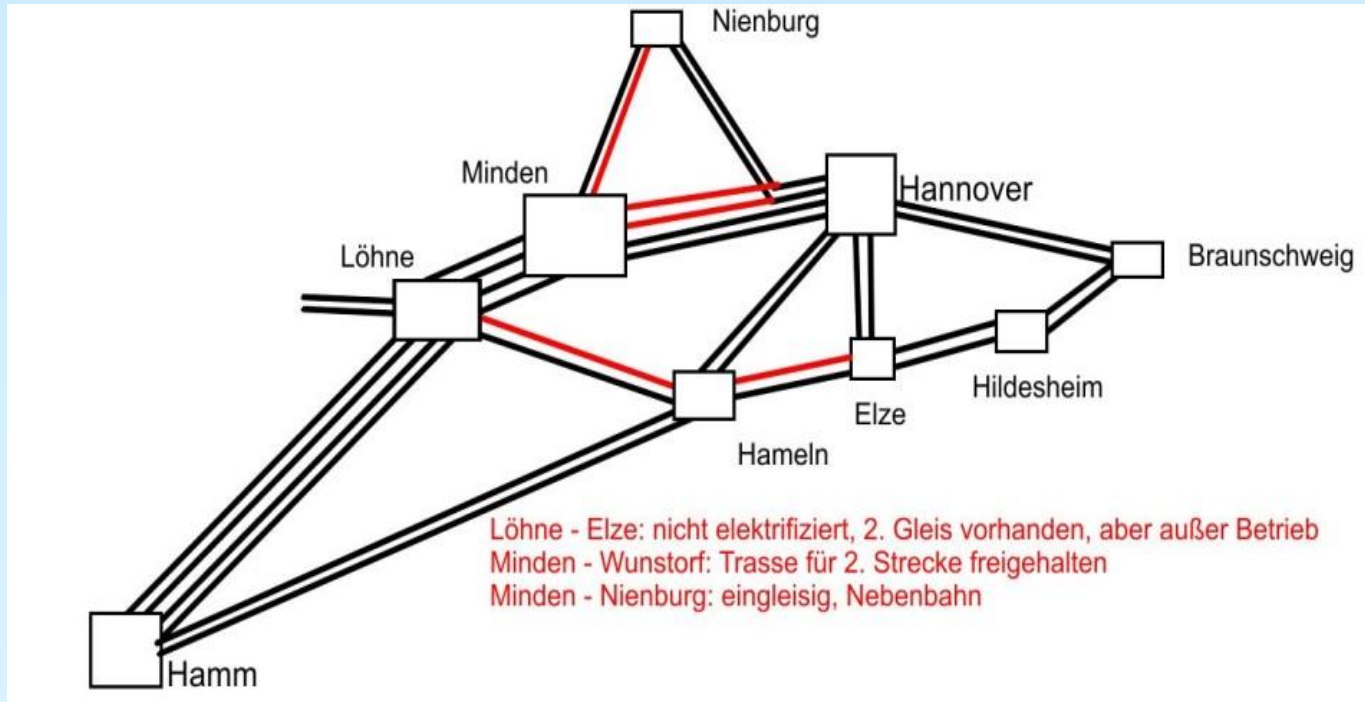 Nienburg
Minden
Hannover
Löhne
Braunschweig
Hildesheim
Elze
Hameln
Löhne - Elze: nicht elektrifiziert, 2. Gleis vorhanden, aber außer Betrieb
Minden - Wunstorf: Trasse für 2. Strecke freigehalten
Minden - Nienburg: eingleisig, Nebenbahn
Hamm